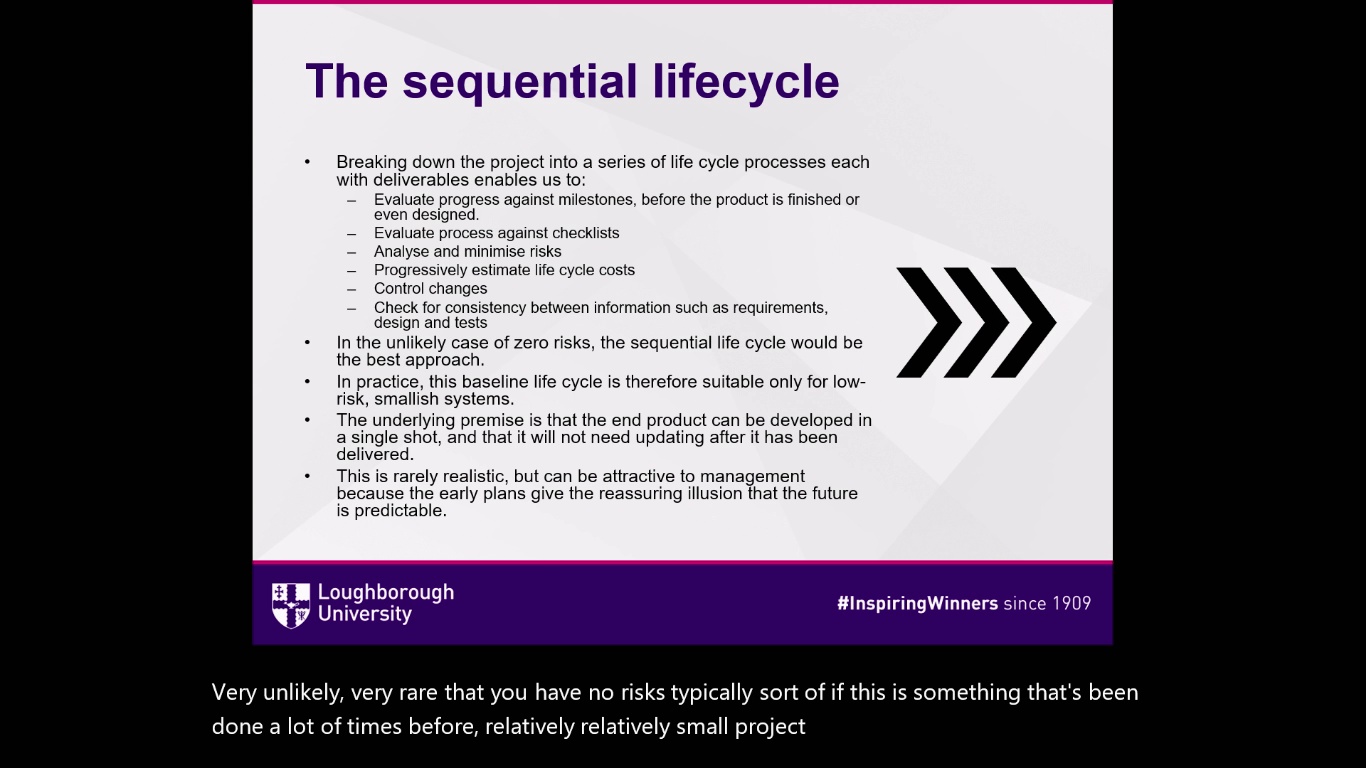 The sequential lifecycle
• Breaking down the project into a series of life cycle processes each
with deliverables enables us to:
– Evaluate progress against milestones, before the product is finished or
even designed.
– Evaluate process against checklists
– Analyse and minimise risks
– Progressively estimate life cycle costs
– Control changes
– Check for consistency between information such as requirements,
design and tests
• In the unlikely case of zero risks, the sequential life cycle would be
the best approach.
• In practice, this baseline life cycle is therefore suitable only for low-
risk, smallish systems.
• The underlying premise is that the end product can be developed in
a single shot, and that it will not need updating after it has been
delivered.
• This is rarely realistic, but can be attractive to management
because the early plans give the reassuring illusion that the future
is predictable.
Loughborough
University
#InspiringWinners since 1909
Very unlikely, very rare that you have no risks typically sort of if this is something that's been
done a lot of times before, relatively relatively small project